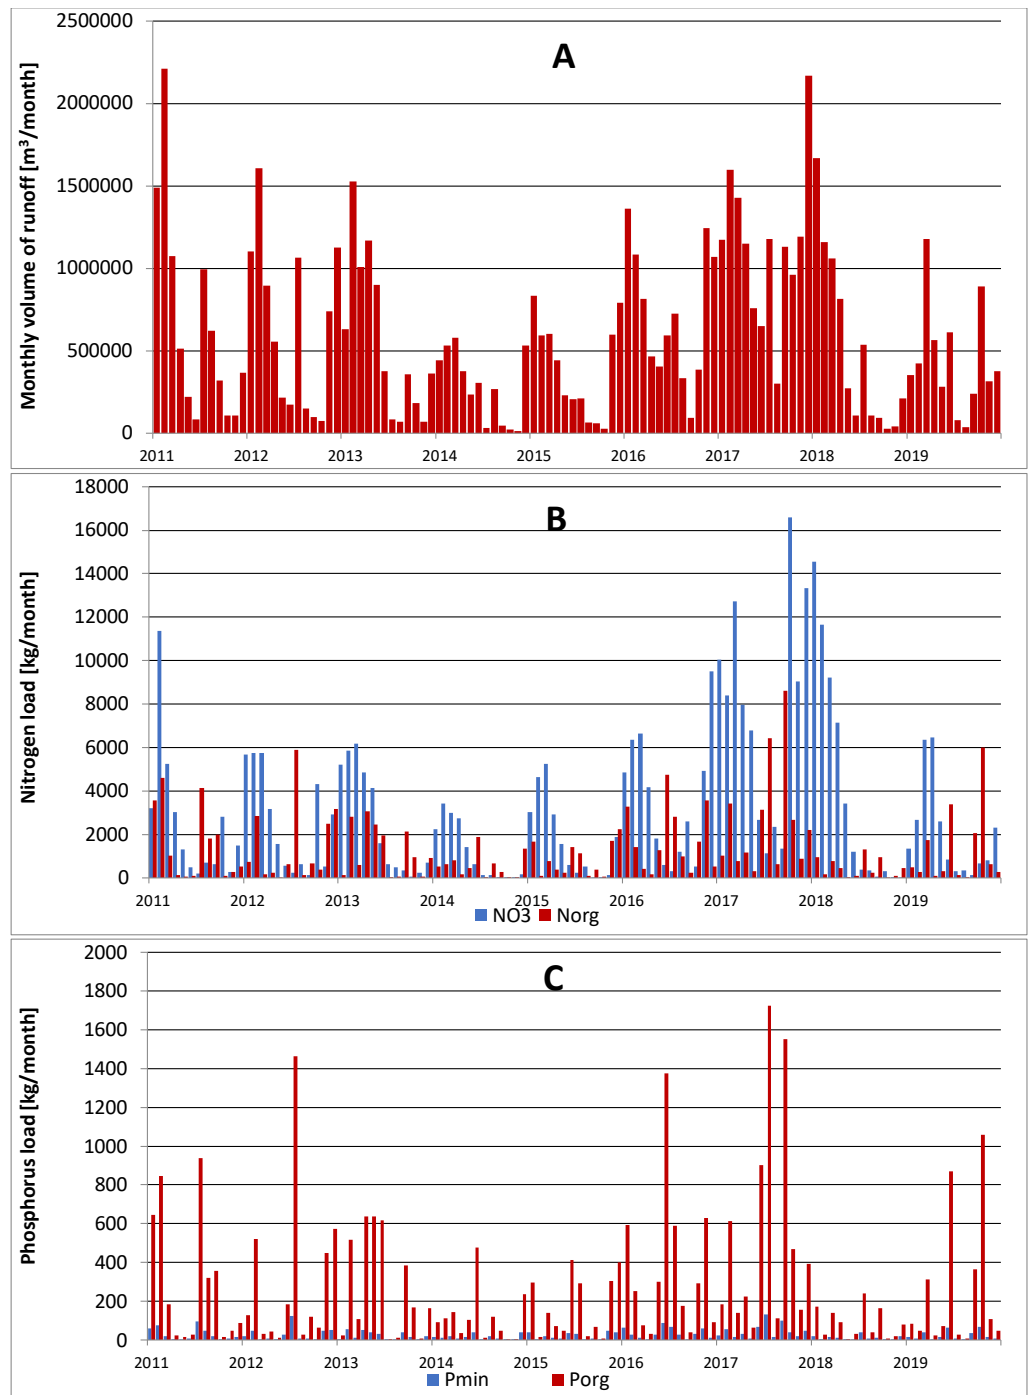 A
Monthly volume of runoff [m³/month]
2500000
2000000
1500000
1000000
500000
0
2011 2012 2013 2014 2015 2016 2017 2018 2019
B
Nitrogen load [kg/month]
18000
16000
14000
12000
10000
8000
6000
4000
2000
0
2011 2012 2013 2014 2015 2016 2017 2018 2019
NO3 Norg
C
Phosphorus load [kg/month]
2000
1800
1600
1400
1200
1000
800
600
400
200
0
2011 2012 2013 2014 2015 2016 2017 2018 2019
Pmin Porg